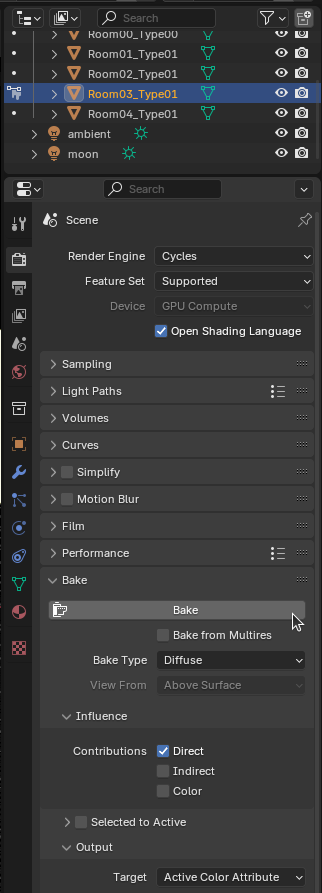 Search
Room00_Type00
Room01_Type01
Room02_Type01
Room03_Type01
Room04_Type01
ambient
moon
Search
Scene
Render Engine Cycles
Feature Set Supported
Device GPU Compute
Open Shading Language
Sampling
Light Paths
Volumes
Curves
Simplify
Motion Blur
Film
Performance
Bake
Bake
Bake from Multires
Bake Type Diffuse
View From Above Surface
Influence
Contributions Direct
Indirect
Color
Selected to Active
Output
Target Active Color Attribute